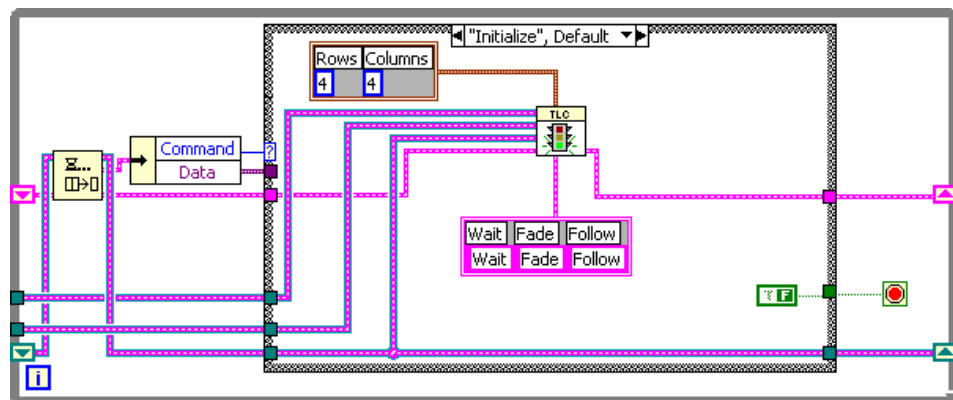 "Initialize", Default
Rows Columns
4 4
TLC
Command
?
Data
Wait Fade Follow
Wait Fade Follow
F
i